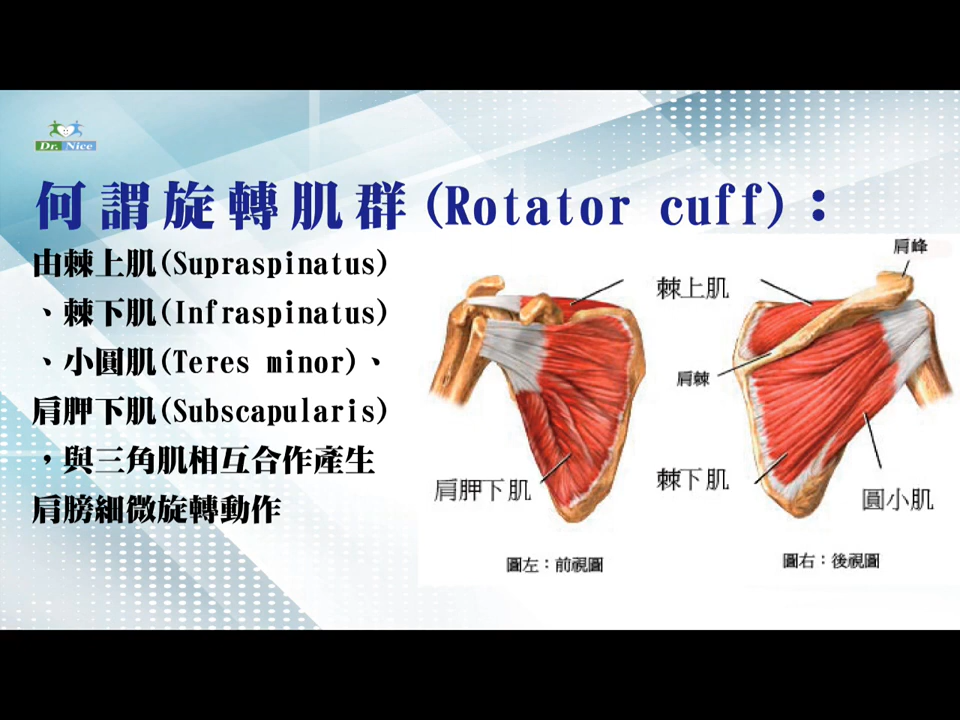 Dr. Nice
何謂旋轉肌群(Rotator cuff)：
由棘上肌(Supraspinatus)
、棘下肌(Infraspinatus)
、小圓肌(Teres minor)、
肩胛下肌(Subscapularis)
，與三角肌相互合作產生
肩膀細微旋轉動作
肩峰
棘上肌
肩棘
肩胛下肌
棘下肌
圓小肌
圖左：前視圖
圖右：後視圖